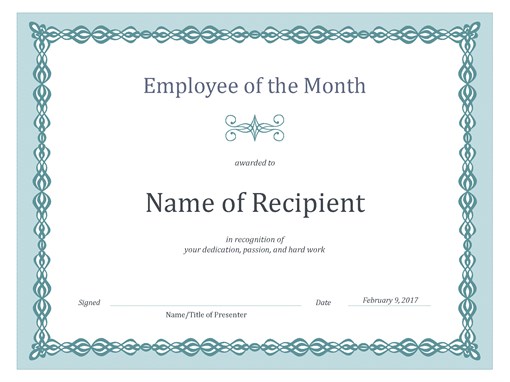 Employee of the Month
awarded to
Name of Recipient
in recognition of
your dedication, passion, and hard work
Signed Date February 9, 2017
Name/Title of Presenter